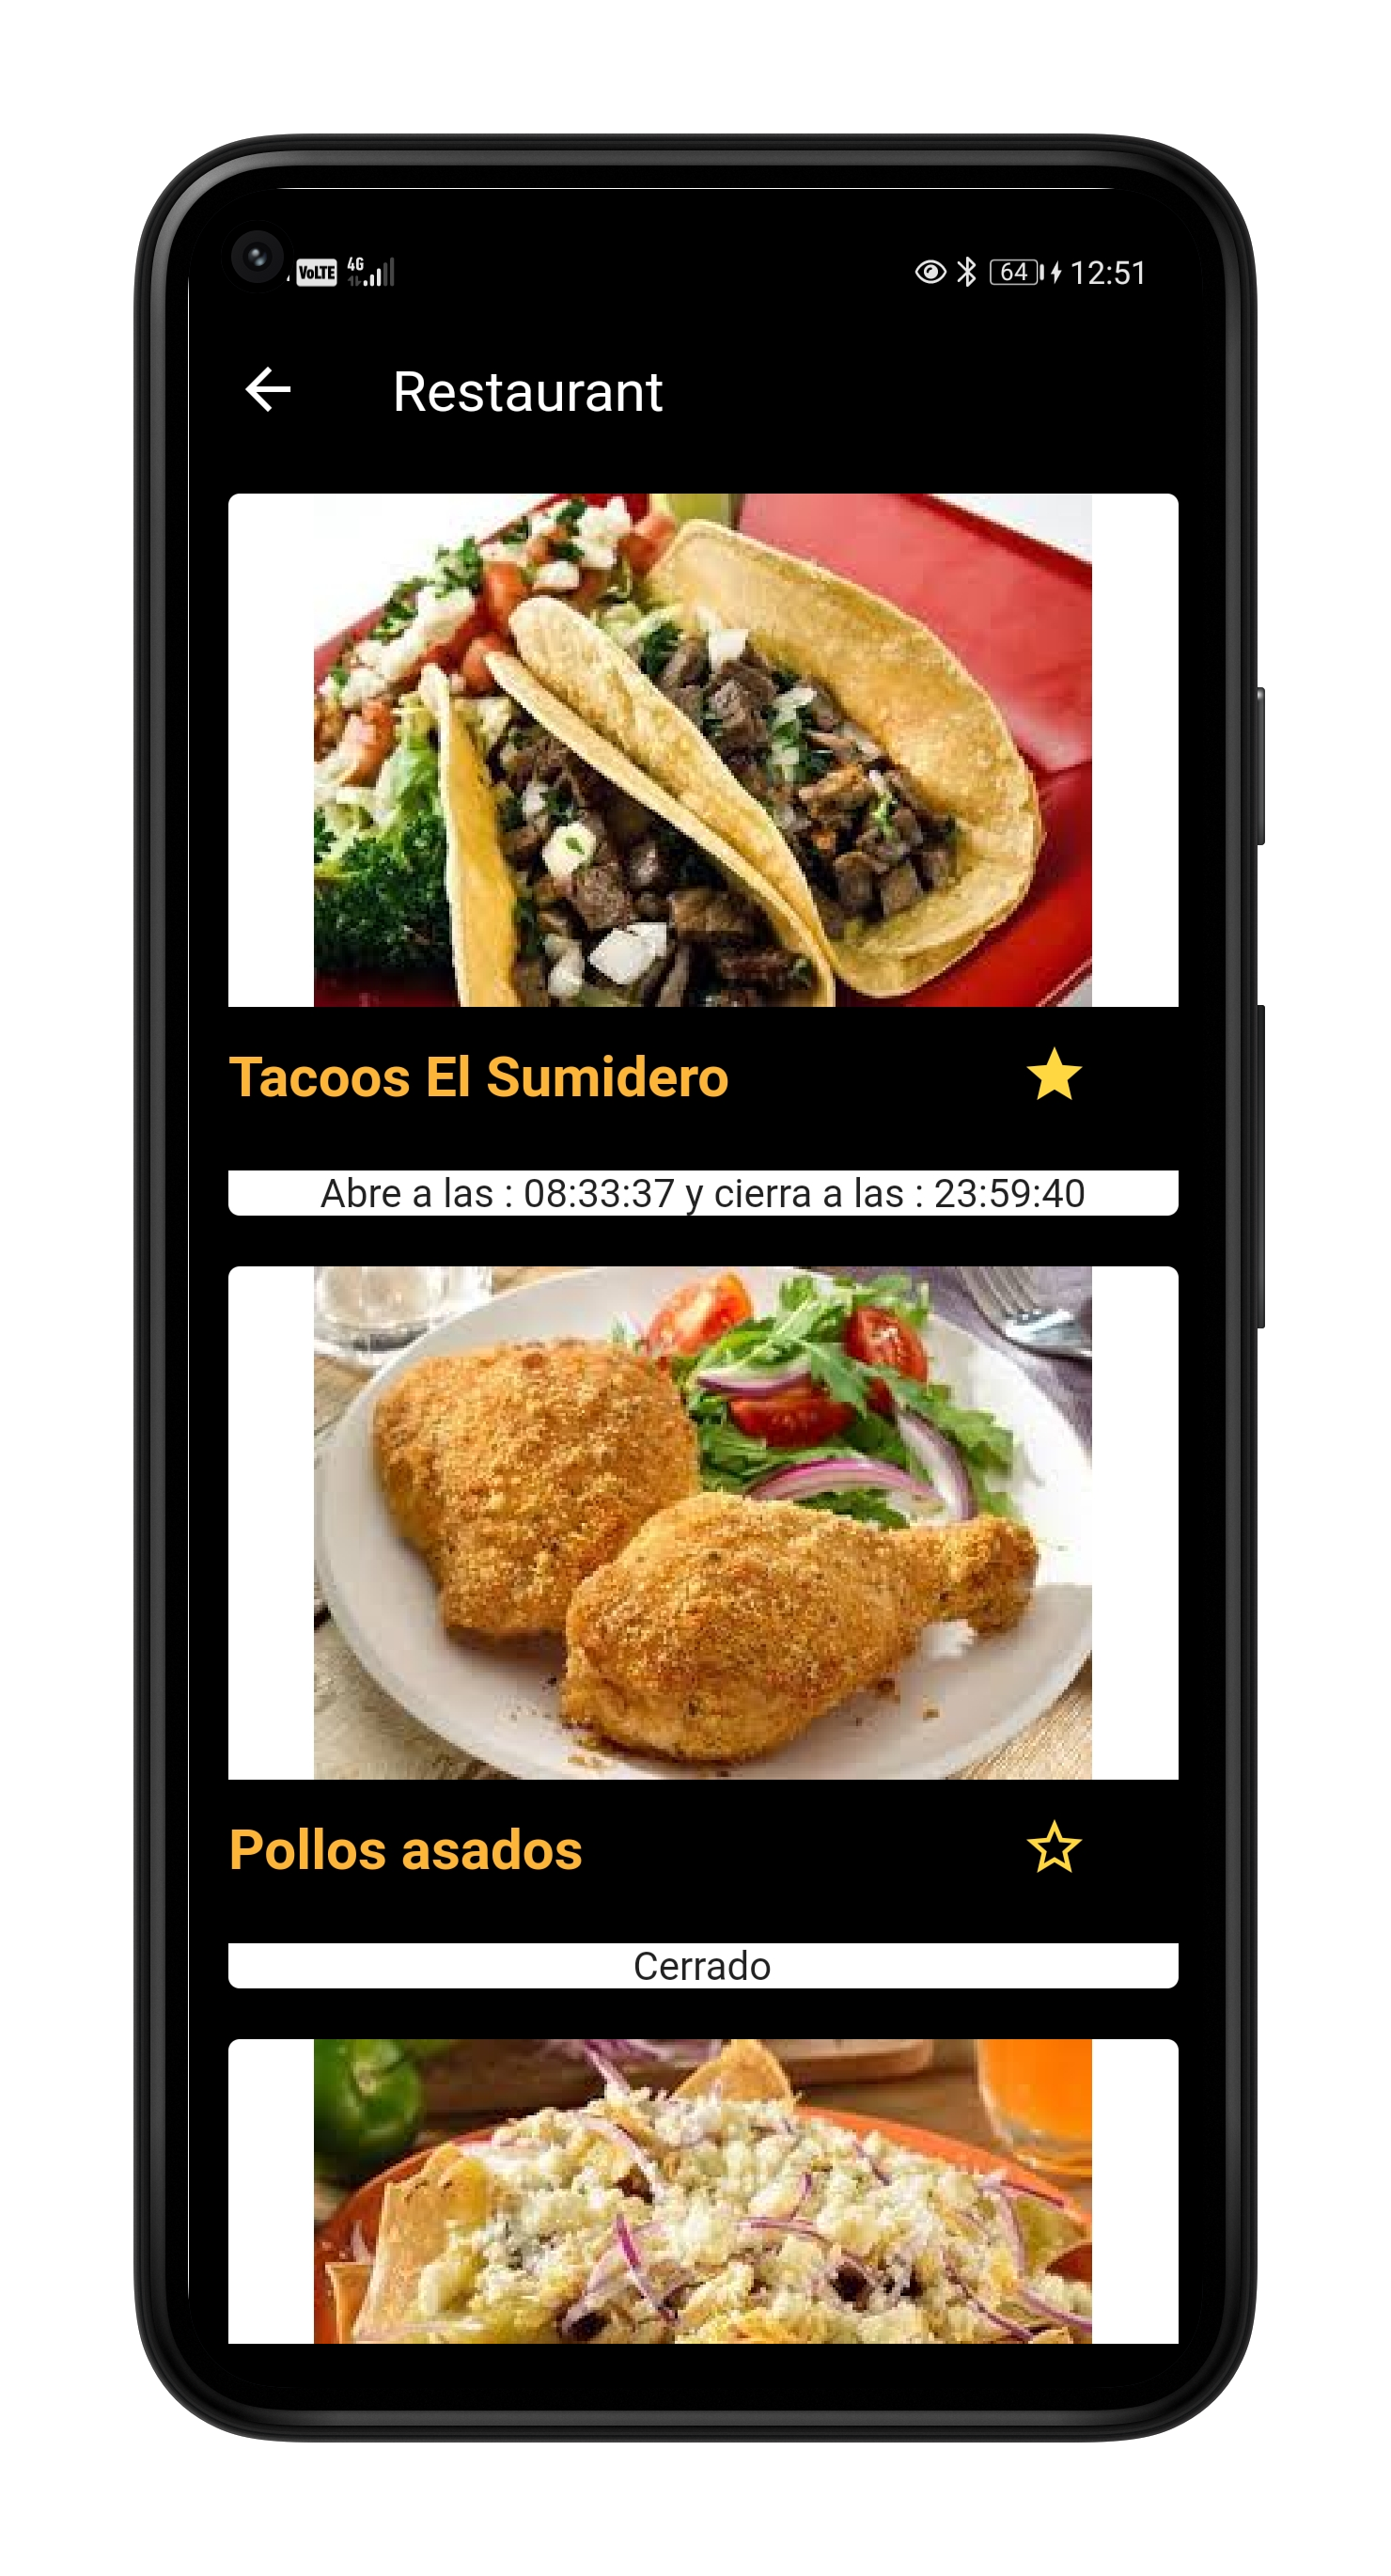 VoLTE 4G 64 12:51
Restaurant
Tacoos El Sumidero
Abre a las : 08:33:37 y cierra a las : 23:59:40
Pollos asados
Cerrado